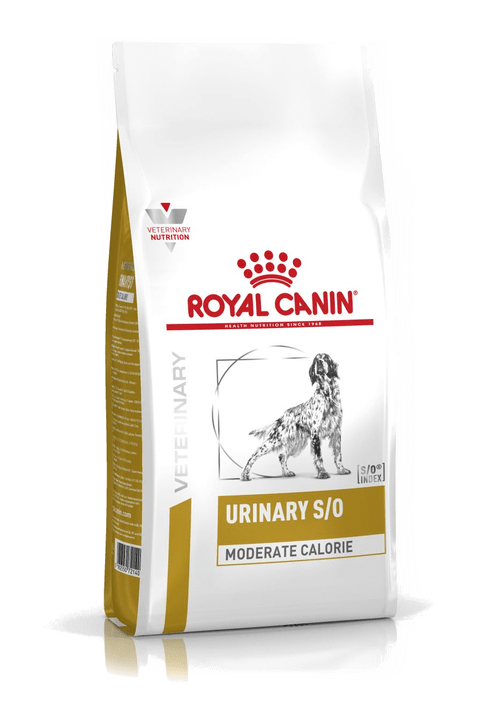 VETERINARY
NUTRITION
ROYAL CANIN®
HEALTH NUTRITION SINCE 1968
VETERINARY
S/O®
INDEX
URINARY S/O
MODERATE CALORIE